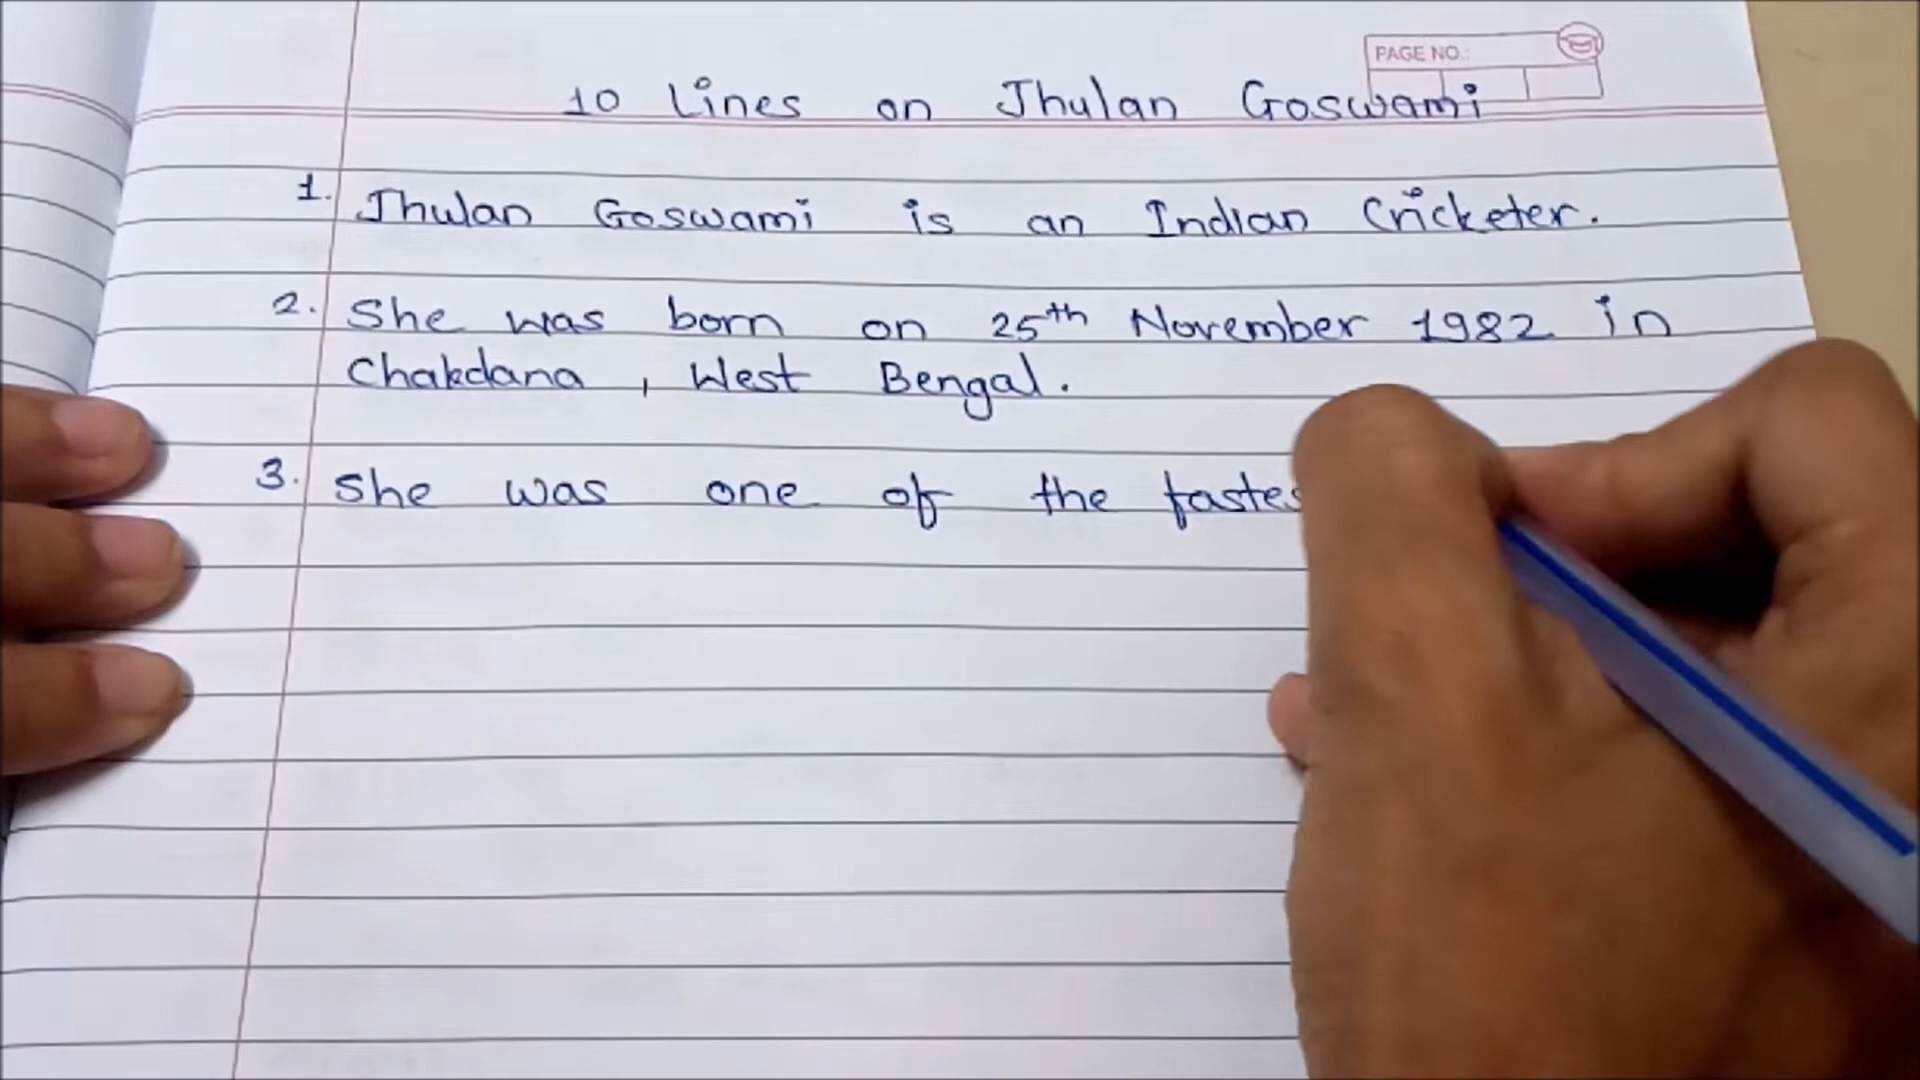 PAGE NO.:
10 Lines on Jhulan Goswami
1. Jhulan Goswami is an Indian Cricketer.
2. She was born on 25th November 1982 in
Chakdana, West Bengal.
3. She was one of the fastes